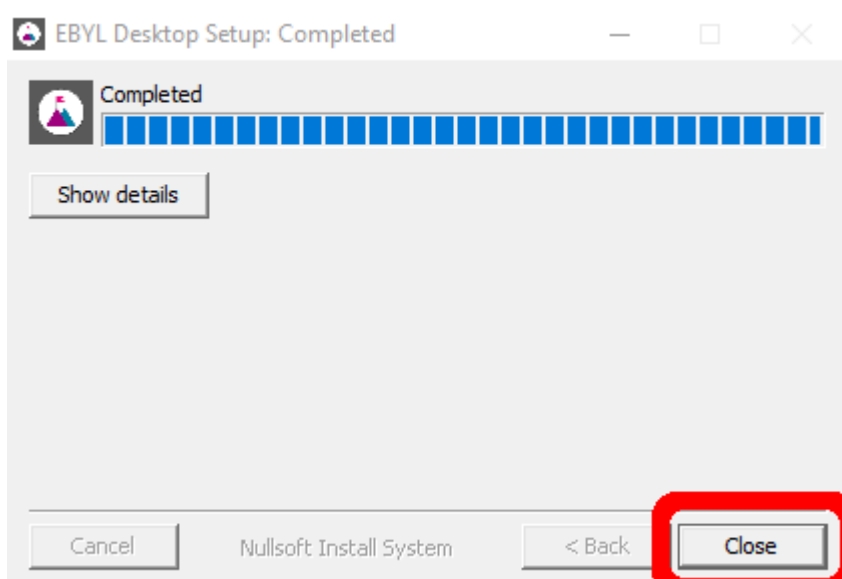 EBYL Desktop Setup: Completed
Completed
Show details
Cancel
Nullsoft Install System
< Back
Close